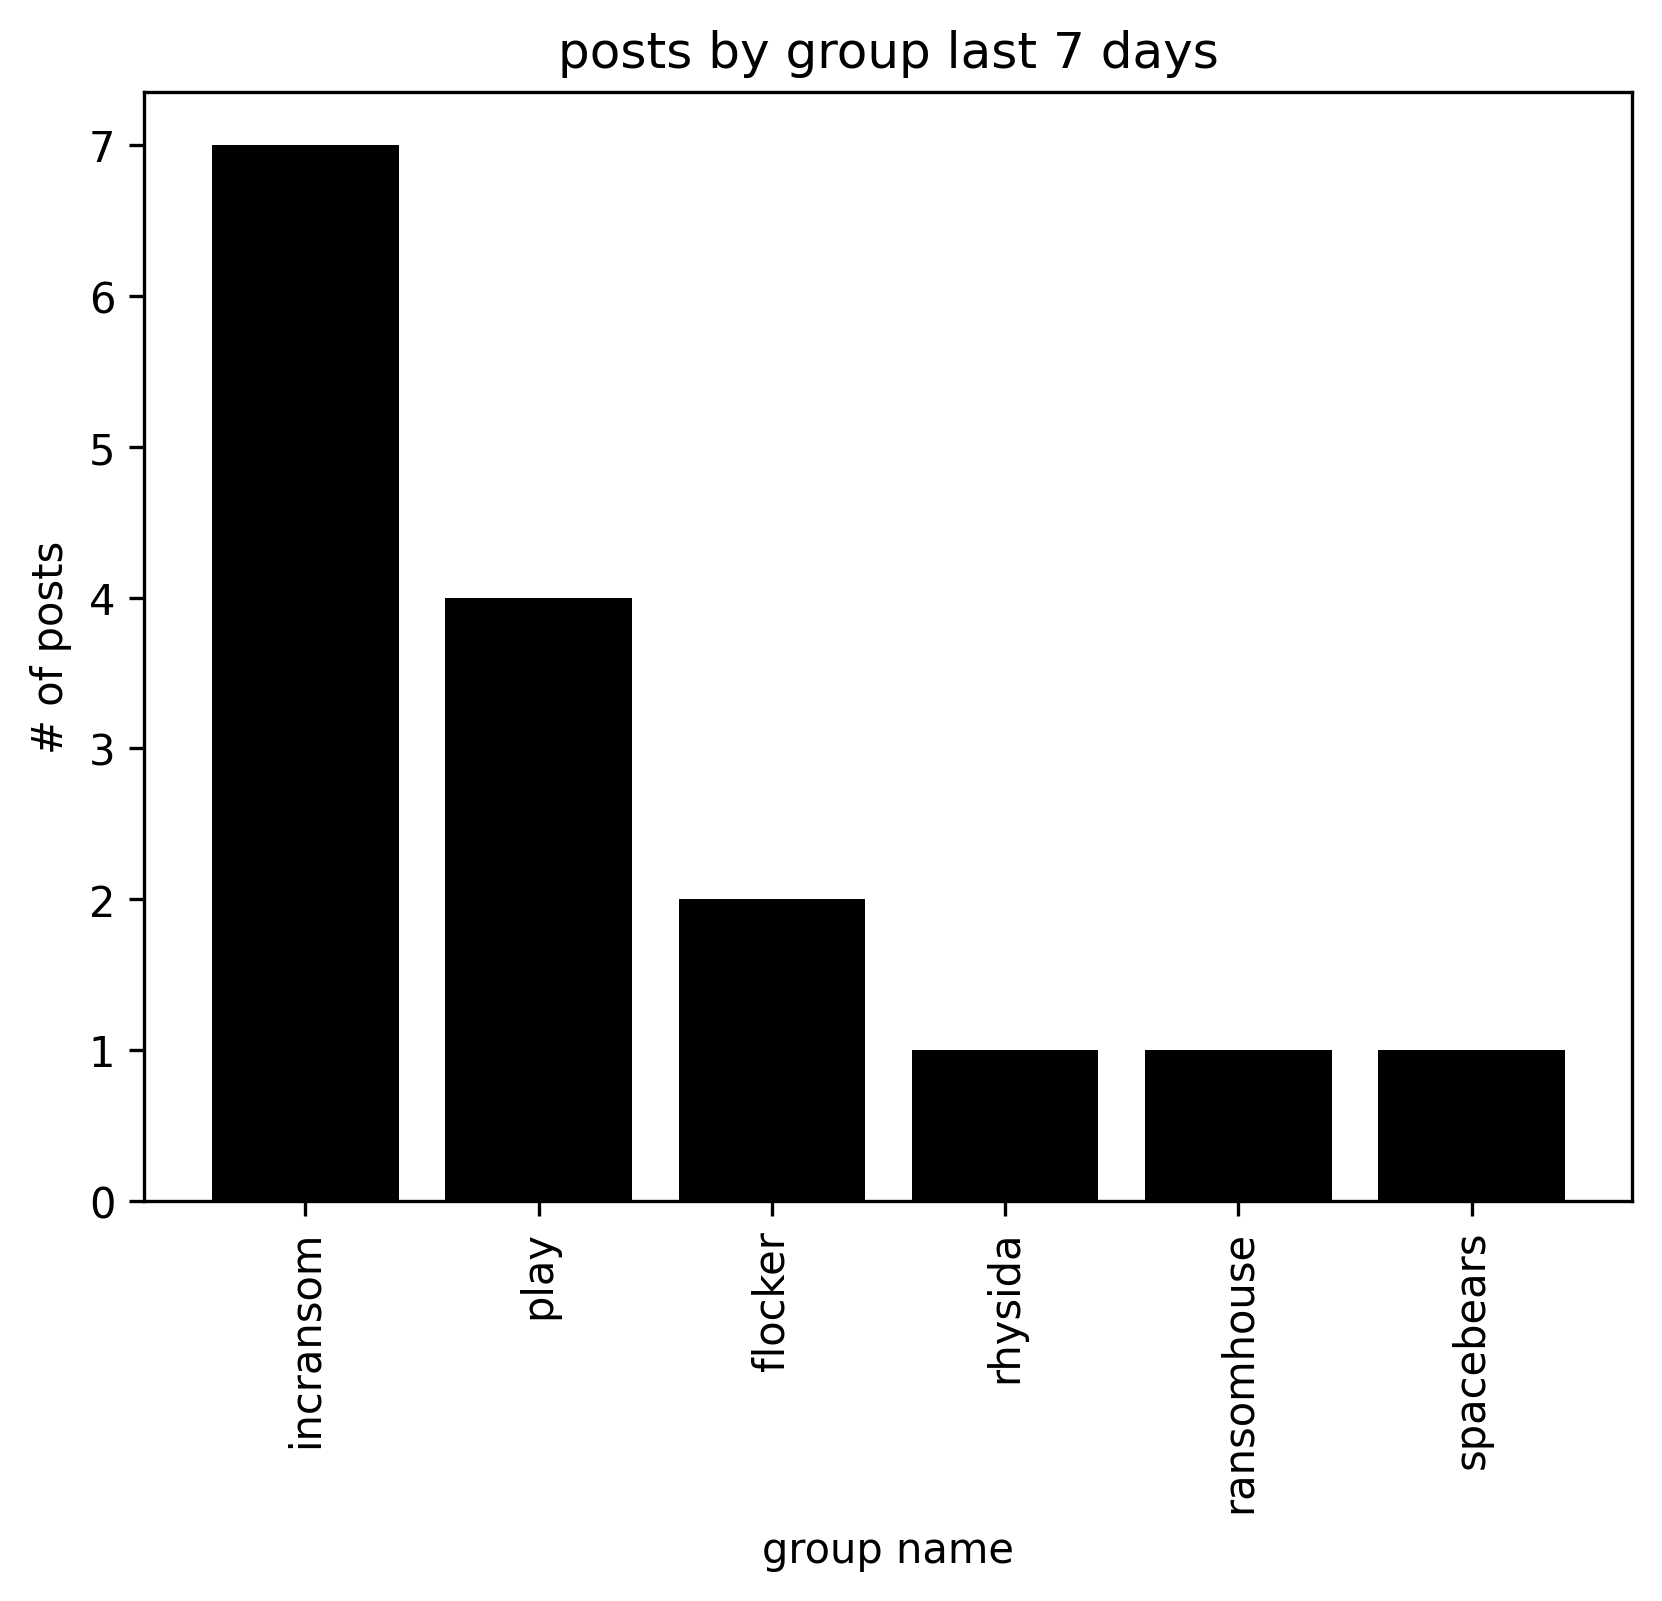 posts by group last 7 days
# of posts
7
6
5
4
3
2
1
0
incransom
play
flocker
rhysida
ransomhouse
spacebears
group name